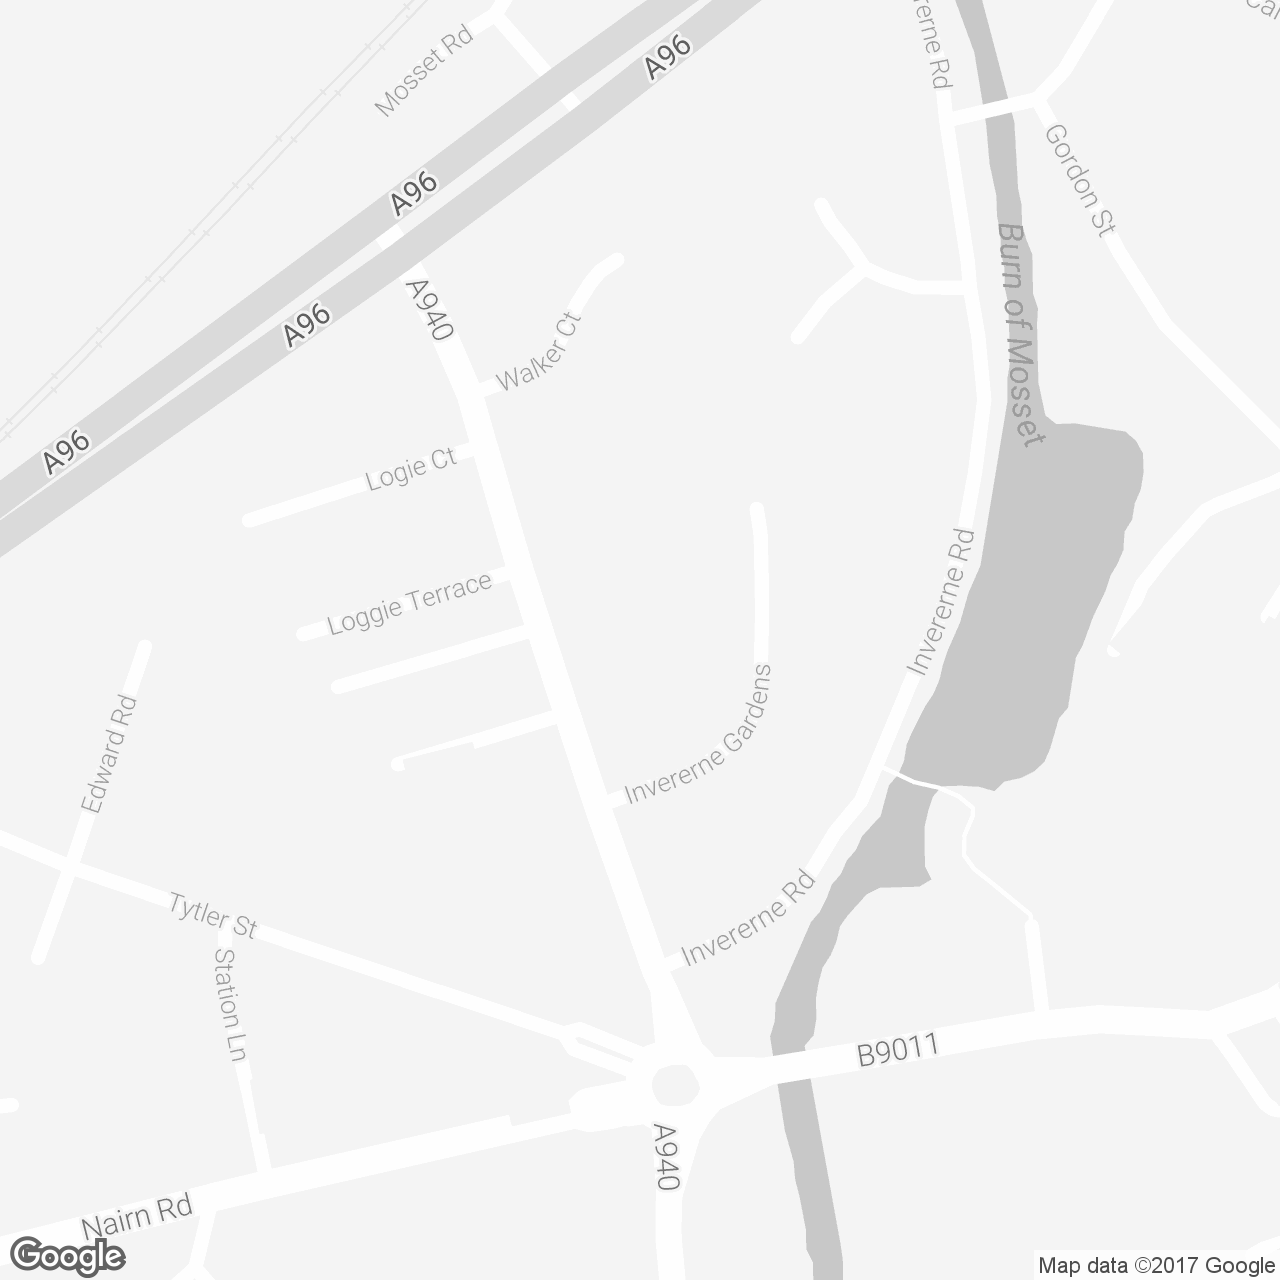 Mosset Rd
A96
Invererne Rd
Gordon St
A96
Burn of Mosset
A940
A96
Walker Ct
A96
Logie Ct
Loggie Terrace
Invererne Rd
Edward Rd
Invererne Gardens
Tytler St
Invererne Rd
Station Ln
B9011
A940
Nairn Rd
Google
Map data ©2017 Google